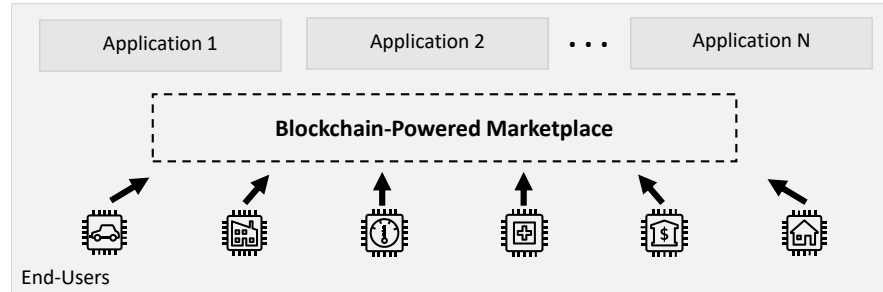 Application 1
Application 2
. . .
Application N
Blockchain-Powered Marketplace
$
End-Users